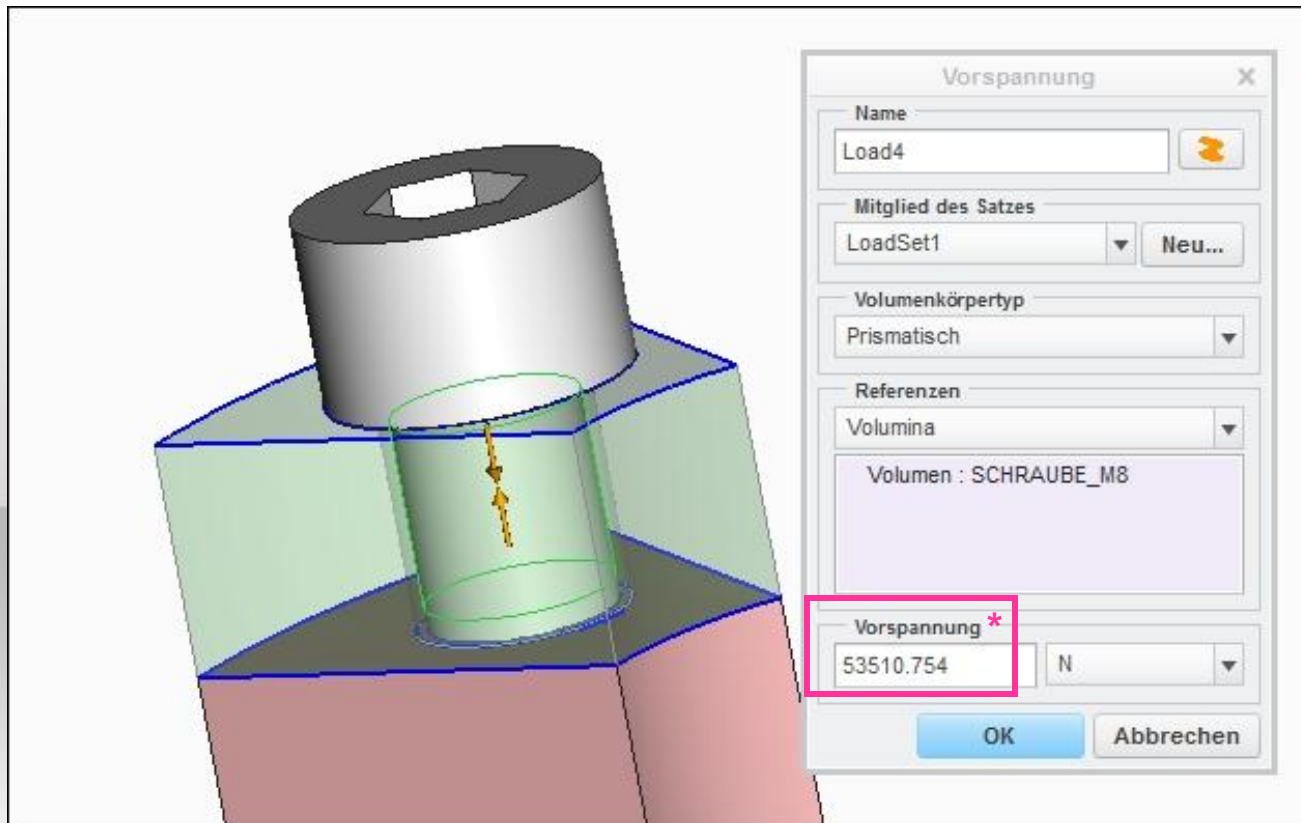 Vorspannung
Name
Load4
Mitglied des Satzes
LoadSet1 Neu...
Volumenkörpertyp
Prismatisch
Referenzen
Volumina
Volumen : SCHRAUBE_M8
Vorspannung *
53510.754 N
OK Abbrechen